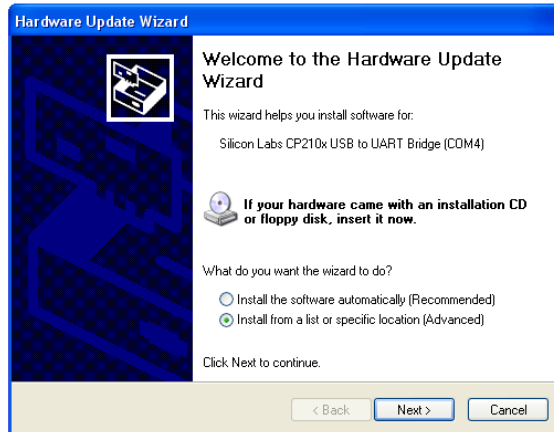 Hardware Update Wizard
Welcome to the Hardware Update
Wizard
This wizard helps you install software for:
Silicon Labs CP210x USB to UART Bridge (COM4)
If your hardware came with an installation CD
or floppy disk, insert it now.
What do you want the wizard to do?
Install the software automatically (Recommended)
Install from a list or specific location (Advanced)
Click Next to continue.
< Back Next > Cancel